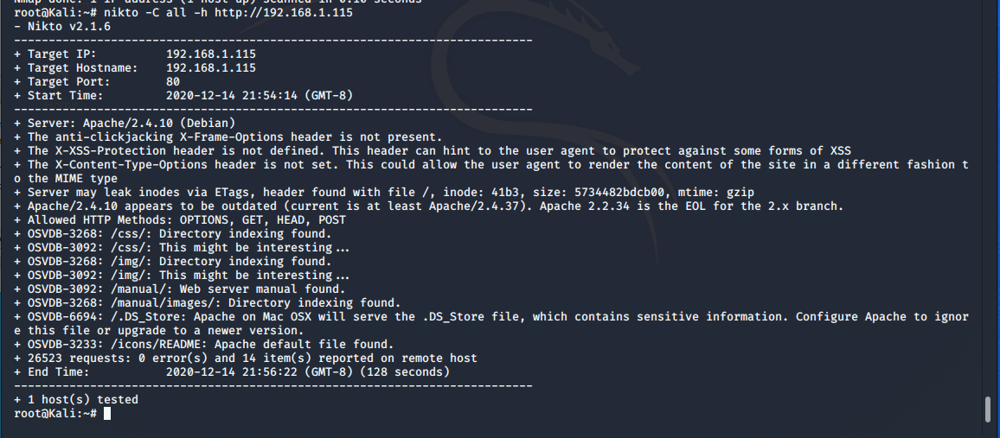 Nmap done: 1 IP address (1 host up) scanned in 0.10 seconds
root@Kali:~# nikto -C all -h http://192.168.1.115
- Nikto v2.1.6
---------------------------------------------------------------------------
+ Target IP:          192.168.1.115
+ Target Hostname:    192.168.1.115
+ Target Port:        80
+ Start Time:         2020-12-14 21:54:14 (GMT-8)
---------------------------------------------------------------------------
+ Server: Apache/2.4.10 (Debian)
+ The anti-clickjacking X-Frame-Options header is not present.
+ The X-XSS-Protection header is not defined. This header can hint to the user agent to protect against some forms of XSS
+ The X-Content-Type-Options header is not set. This could allow the user agent to render the content of the site in a different fashion t
o the MIME type
+ Server may leak inodes via ETags, header found with file /, inode: 41b3, size: 5734482bdcb00, mtime: gzip
+ Apache/2.4.10 appears to be outdated (current is at least Apache/2.4.37). Apache 2.2.34 is the EOL for the 2.x branch.
+ Allowed HTTP Methods: OPTIONS, GET, HEAD, POST
+ OSVDB-3268: /css/: Directory indexing found.
+ OSVDB-3092: /css/: This might be interesting...
+ OSVDB-3268: /img/: Directory indexing found.
+ OSVDB-3092: /img/: This might be interesting...
+ OSVDB-3092: /manual/: Web server manual found.
+ OSVDB-3268: /manual/images/: Directory indexing found.
+ OSVDB-6694: /.DS_Store: Apache on Mac OSX will serve the .DS_Store file, which contains sensitive information. Configure Apache to ignor
e this file or upgrade to a newer version.
+ OSVDB-3233: /icons/README: Apache default file found.
+ 26523 requests: 0 error(s) and 14 item(s) reported on remote host
+ End Time:           2020-12-14 21:56:22 (GMT-8) (128 seconds)
---------------------------------------------------------------------------
+ 1 host(s) tested
root@Kali:~#